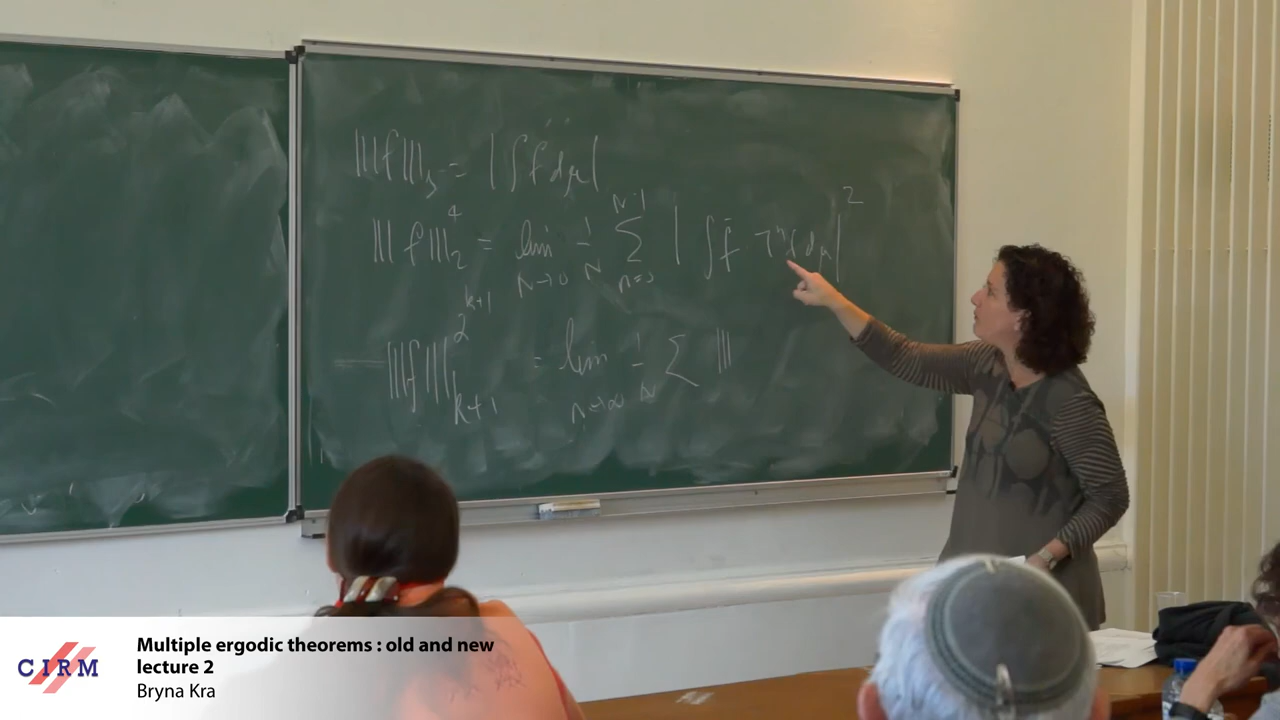 |||f|||₁ = |∫ f dμ|
|||f|||₂⁴ = lim_{N→∞} 1/N ∑_{n=0}^{N-1} |∫ f̄ · Tⁿf dμ|²
|||f|||_{k+1}^{2^{k+1}} = lim_{N→∞} 1/N ∑ |||
CIRM
Multiple ergodic theorems : old and new
lecture 2
Bryna Kra